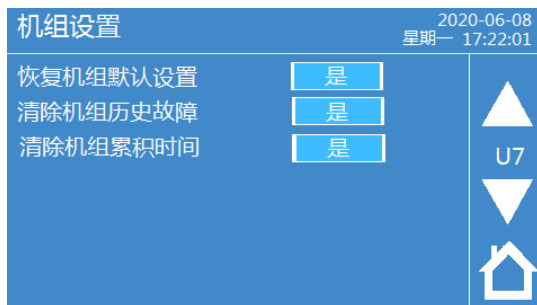 机组设置
2020-06-08
星期一 17:22:01
恢复机组默认设置 是
清除机组历史故障 是
清除机组累积时间 是
U7